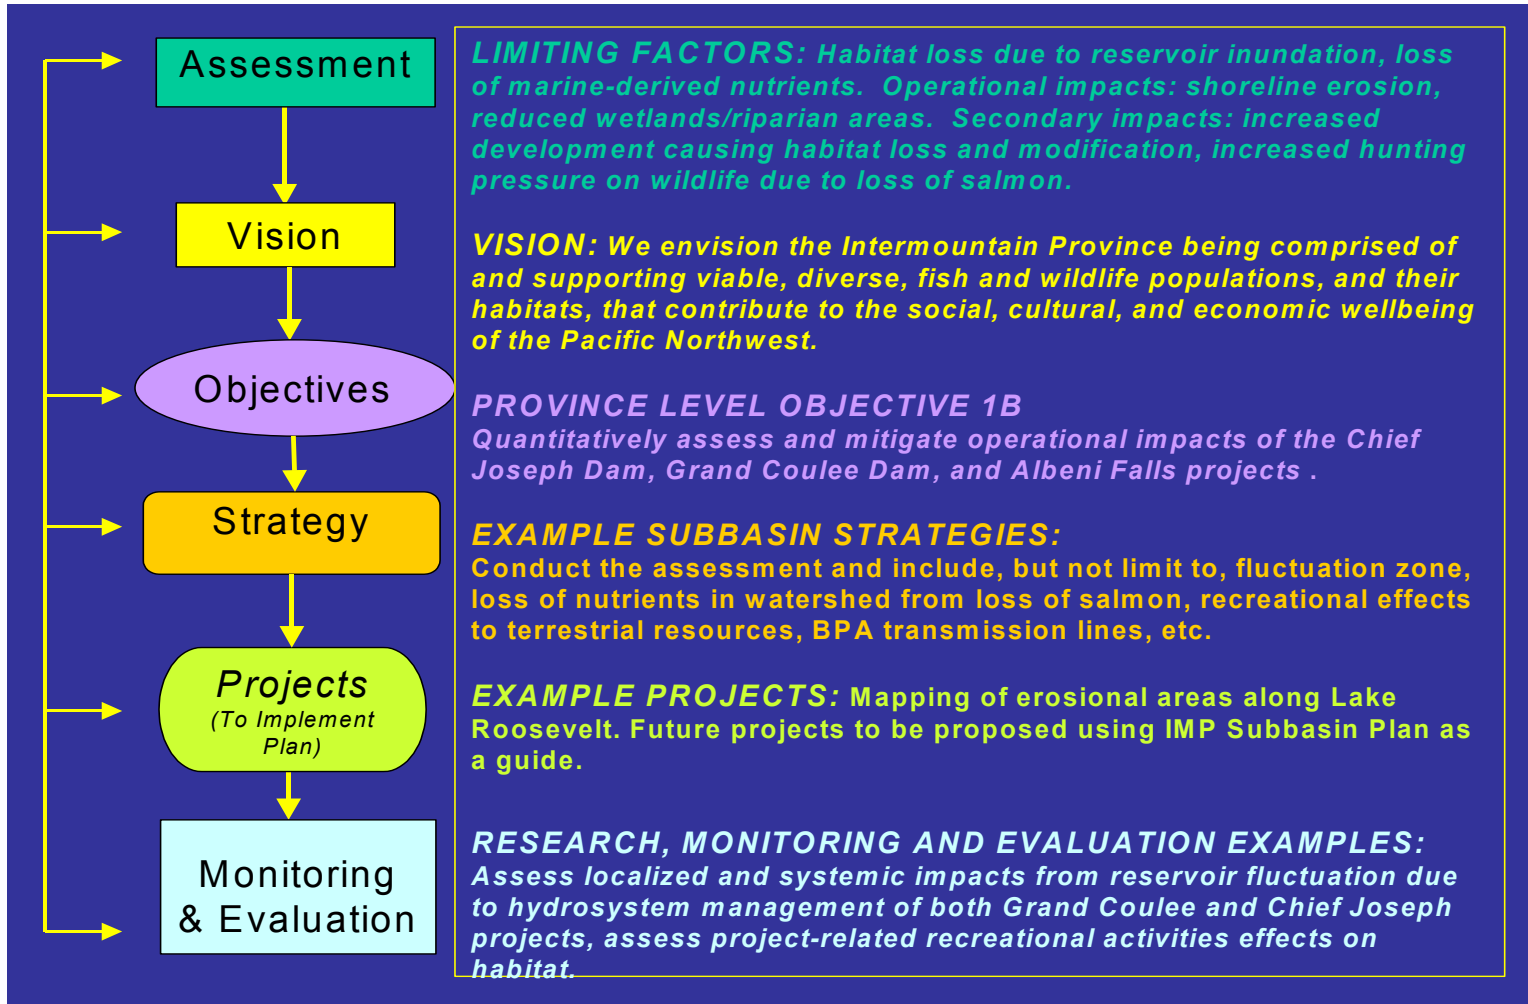 Assessment
Vision
Objectives
Strategy
Projects
(To Implement
Plan)
Monitoring
& Evaluation
LIMITING FACTORS: Habitat loss due to reservoir inundation, loss
of marine-derived nutrients. Operational impacts: shoreline erosion,
reduced wetlands/riparian areas. Secondary impacts: increased
development causing habitat loss and modification, increased hunting
pressure on wildlife due to loss of salmon.
VISION: We envision the Intermountain Province being comprised of
and supporting viable, diverse, fish and wildlife populations, and their
habitats, that contribute to the social, cultural, and economic wellbeing
of the Pacific Northwest.
PROVINCE LEVEL OBJECTIVE 1B
Quantitatively assess and mitigate operational impacts of the Chief
Joseph Dam, Grand Coulee Dam, and Albeni Falls projects .
EXAMPLE SUBBASIN STRATEGIES:
Conduct the assessment and include, but not limit to, fluctuation zone,
loss of nutrients in watershed from loss of salmon, recreational effects
to terrestrial resources, BPA transmission lines, etc.
EXAMPLE PROJECTS: Mapping of erosional areas along Lake
Roosevelt. Future projects to be proposed using IMP Subbasin Plan as
a guide.
RESEARCH, MONITORING AND EVALUATION EXAMPLES:
Assess localized and systemic impacts from reservoir fluctuation due
to hydrosystem management of both Grand Coulee and Chief Joseph
projects, assess project-related recreational activities effects on
habitat.